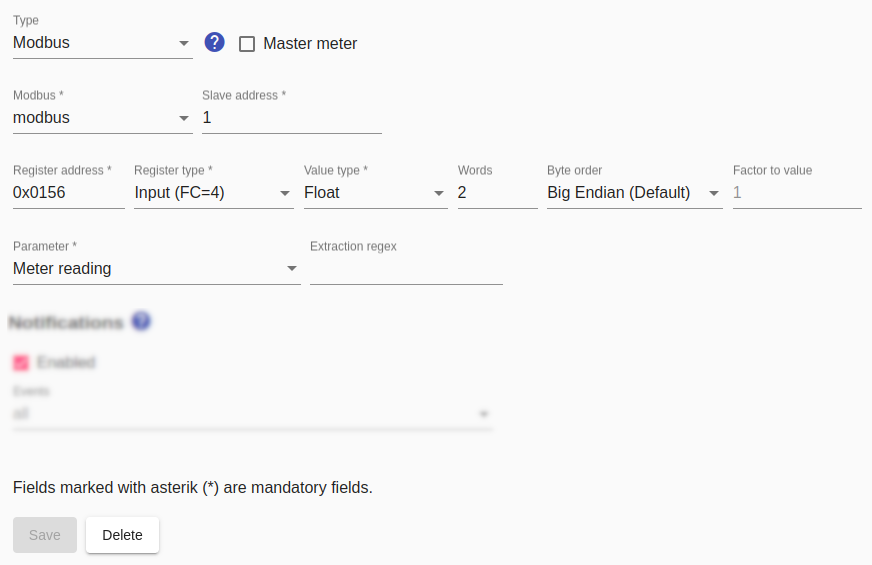 Type
Modbus ? Master meter
Modbus * Slave address *
modbus 1
Register address * Register type * Value type * Words Byte order Factor to value
0x0156 Input (FC=4) Float 2 Big Endian (Default) 1
Parameter * Extraction regex
Meter reading
Notifications ?
Enabled
Events
all
Fields marked with asterik (*) are mandatory fields.
Save Delete